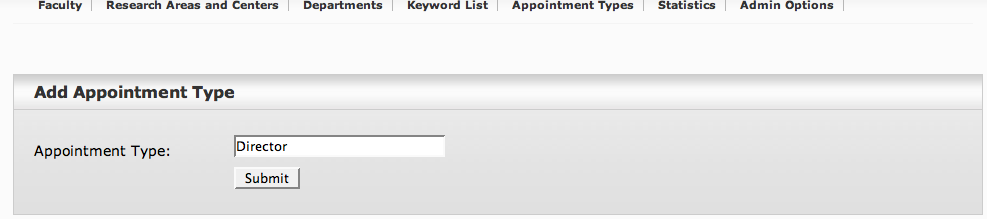 Faculty Research Areas and Centers Departments Keyword List Appointment Types Statistics Admin Options
Add Appointment Type
Appointment Type: Director
Submit